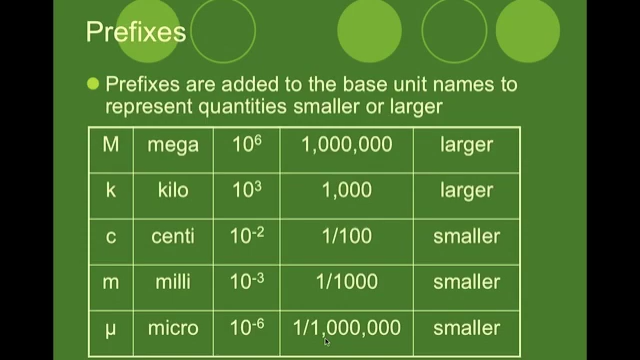 Prefixes
Prefixes are added to the base unit names to
represent quantities smaller or larger
M mega 10⁶ 1,000,000 larger
k kilo 10³ 1,000 larger
c centi 10⁻² 1/100 smaller
m milli 10⁻³ 1/1000 smaller
µ micro 10⁻⁶ 1/1,000,000 smaller